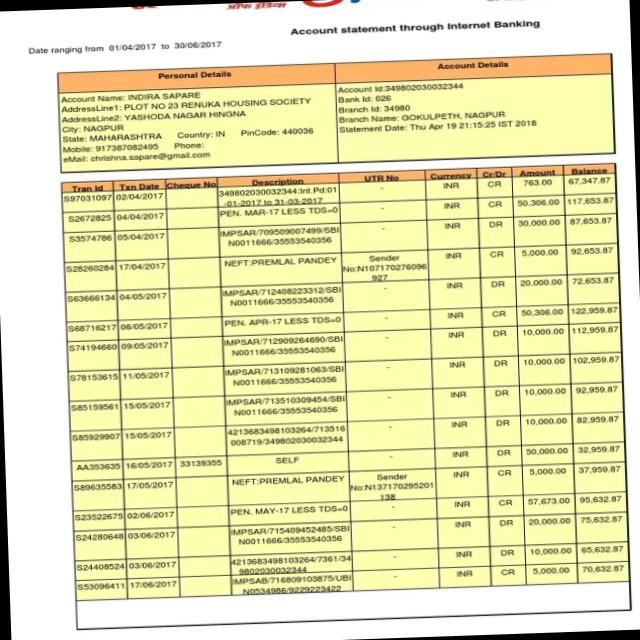 ऑफ इंडिया
Account statement through Internet Banking
Date ranging from 01/04/2017 to 30/06/2017
Personal Details
Account Details
Account Name: INDIRA SAPARE
AddressLine1: PLOT NO 23 RENUKA HOUSING SOCIETY
AddressLine2: YASHODA NAGAR HINGNA
City: NAGPUR
State: MAHARASHTRA Country: IN PinCode: 440036
Mobile: 917387082495 Phone:
eMail: chrishna.sapare@gmail.com
Account Id:349802030032344
Bank Id: 026
Branch Id: 34980
Branch Name: GOKULPETH, NAGPUR
Statement Date: Thu Apr 19 21:15:25 IST 2018
Tran Id Txn Date Cheque No Description UTR No Currency Cr/Dr Amount Balance
S97031097 02/04/2017 349802030032344:Int.Pd:01 - INR CR 763.00 67,347.87
-01-2017 to 31-03-2017
S2672825 04/04/2017 PEN. MAR-17 LESS TDS=0 - INR CR 50,306.00 117,653.87
S3574786 05/04/2017 IMPSAR/709509007499/SBI - INR DR 30,000.00 87,653.87
N0011666/35553540356
S28260284 17/04/2017 NEFT:PREMLAL PANDEY Sender INR CR 5,000.00 92,653.87
No:N107170276096
927
S63666134 04/05/2017 IMPSAR/712408223312/SBI - INR DR 20,000.00 72,653.87
N0011666/35553540356
S68716217 06/05/2017 PEN. APR-17 LESS TDS=0 - INR CR 50,306.00 122,959.87
S74194660 09/05/2017 IMPSAR/712909264690/SBI - INR DR 10,000.00 112,959.87
N0011666/35553540356
S78153615 11/05/2017 IMPSAR/713109281063/SBI - INR DR 10,000.00 102,959.87
N0011666/35553540356
S85159561 15/05/2017 IMPSAR/713510309454/SBI - INR DR 10,000.00 92,959.87
N0011666/35553540356
S85929907 15/05/2017 4213683498103264/713516 - INR DR 10,000.00 82,959.87
008719/349802030032344
AA353635 16/05/2017 33139355 SELF - INR DR 50,000.00 32,959.87
S89635583 17/05/2017 NEFT:PREMLAL PANDEY Sender INR CR 5,000.00 37,959.87
No:N137170295201
138
S23522675 02/06/2017 PEN. MAY-17 LESS TDS=0 - INR CR 57,673.00 95,632.87
S24280648 03/06/2017 IMPSAR/715409452485/SBI - INR DR 20,000.00 75,632.87
N0011666/35553540356
S24408524 03/06/2017 4213683498103264/7361/34 - INR DR 10,000.00 65,632.87
9802030032344
S53096411 17/06/2017 IMPSAB/716809103875/UBI - INR CR 5,000.00 70,632.87
N0534986/9229223422